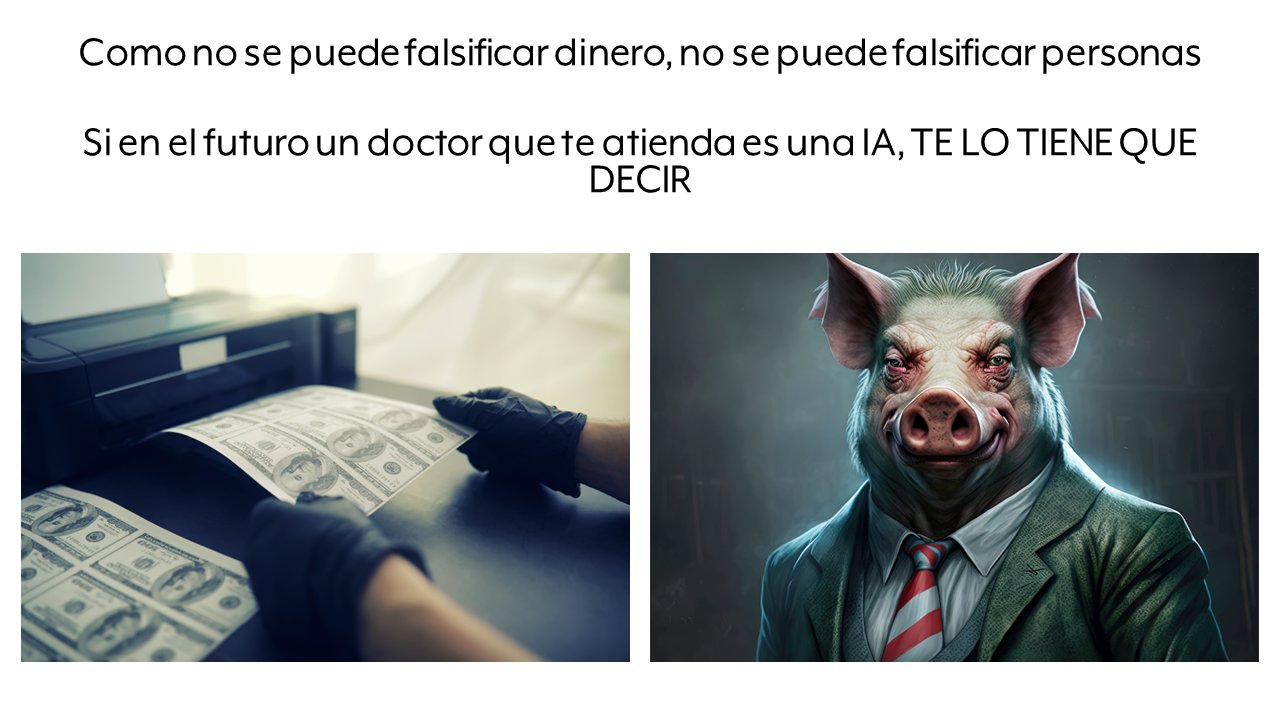 Como no se puede falsificar dinero, no se puede falsificar personas
Si en el futuro un doctor que te atienda es una IA, TE LO TIENE QUE
DECIR